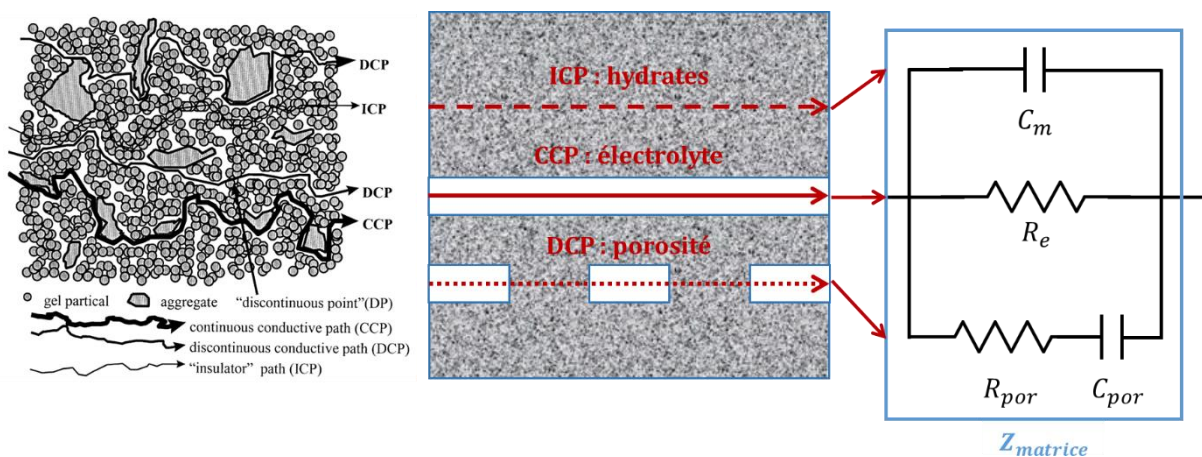 DCP
ICP
DCP
CCP
gel partical
aggregate
"discontinuous point"(DP)
continuous conductive path (CCP)
discontinuous conductive path (DCP)
"insulator" path (ICP)
ICP : hydrates
CCP : électrolyte
DCP : porosité
C_m
R_e
R_por
C_por
Z_matrice